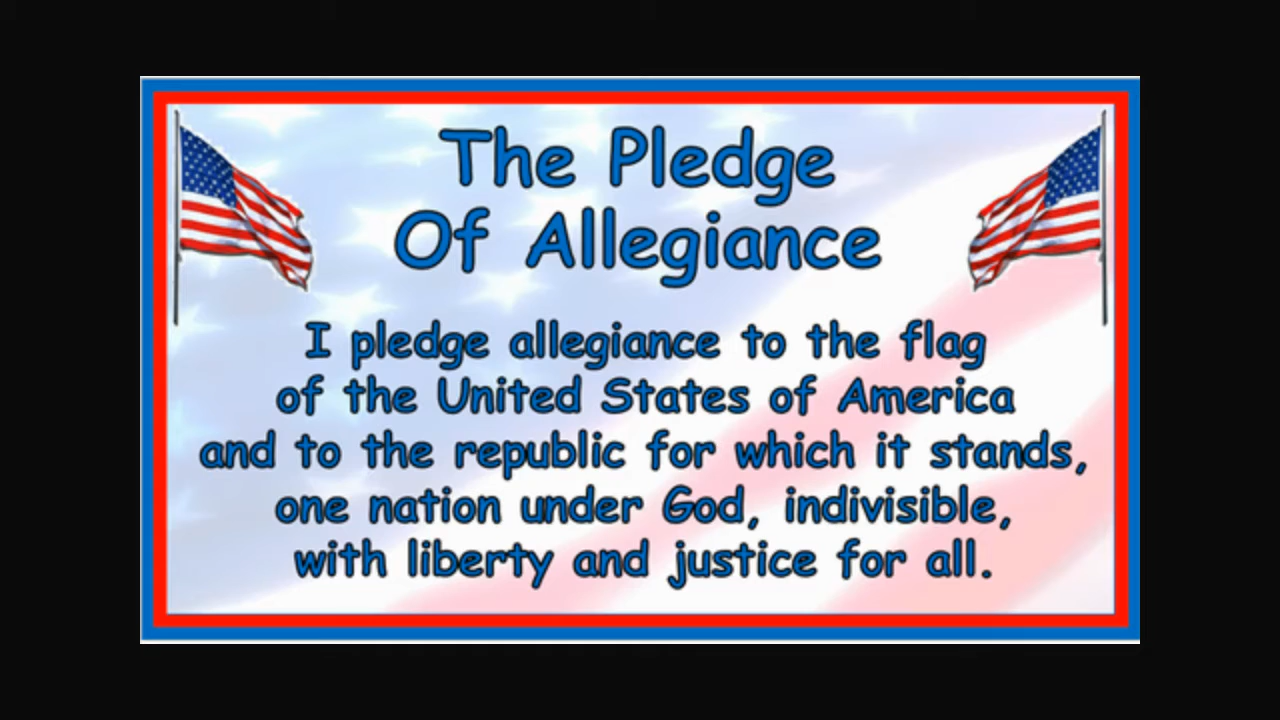 The Pledge
Of Allegiance
I pledge allegiance to the flag
of the United States of America
and to the republic for which it stands,
one nation under God, indivisible,
with liberty and justice for all.